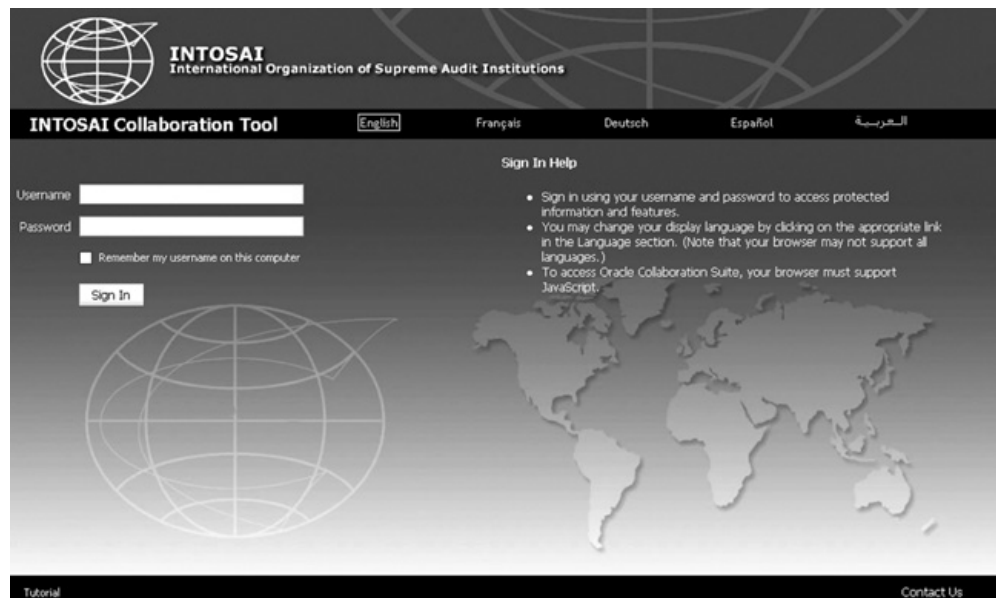 INTOSAI
International Organization of Supreme Audit Institutions
INTOSAI Collaboration Tool English Français Deutsch Español العربية
Sign In Help
Username
Password
Remember my username on this computer
Sign In
• Sign in using your username and password to access protected
information and features.
• You may change your display language by clicking on the appropriate link
in the Language section. (Note that your browser may not support all
languages.)
• To access Oracle Collaboration Suite, your browser must support
JavaScript.
Tutorial Contact Us